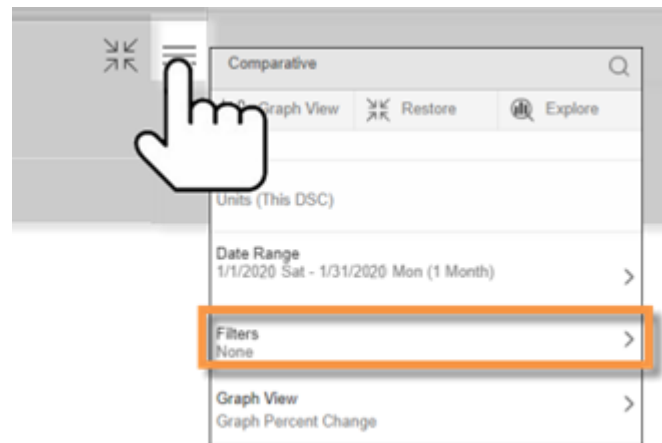 Comparative
Graph View Restore Explore
Units (This DSC)
Date Range
1/1/2020 Sat - 1/31/2020 Mon (1 Month)
Filters
None
Graph View
Graph Percent Change